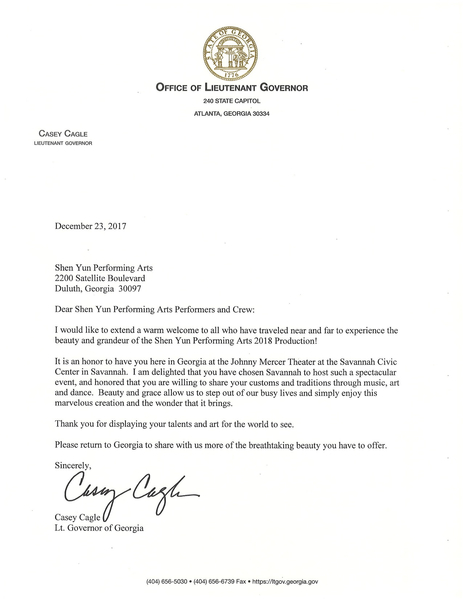 STATE OF GEORGIA
1776
OFFICE OF LIEUTENANT GOVERNOR
240 STATE CAPITOL
ATLANTA, GEORGIA 30334
CASEY CAGLE
LIEUTENANT GOVERNOR
December 23, 2017
Shen Yun Performing Arts
2200 Satellite Boulevard
Duluth, Georgia 30097
Dear Shen Yun Performing Arts Performers and Crew:
I would like to extend a warm welcome to all who have traveled near and far to experience the
beauty and grandeur of the Shen Yun Performing Arts 2018 Production!
It is an honor to have you here in Georgia at the Johnny Mercer Theater at the Savannah Civic
Center in Savannah. I am delighted that you have chosen Savannah to host such a spectacular
event, and honored that you are willing to share your customs and traditions through music, art
and dance. Beauty and grace allow us to step out of our busy lives and simply enjoy this
marvelous creation and the wonder that it brings.
Thank you for displaying your talents and art for the world to see.
Please return to Georgia to share with us more of the breathtaking beauty you have to offer.
Sincerely,
Casey Cagle
Casey Cagle
Lt. Governor of Georgia
(404) 656-5030 • (404) 656-6739 Fax • https://ltgov.georgia.gov